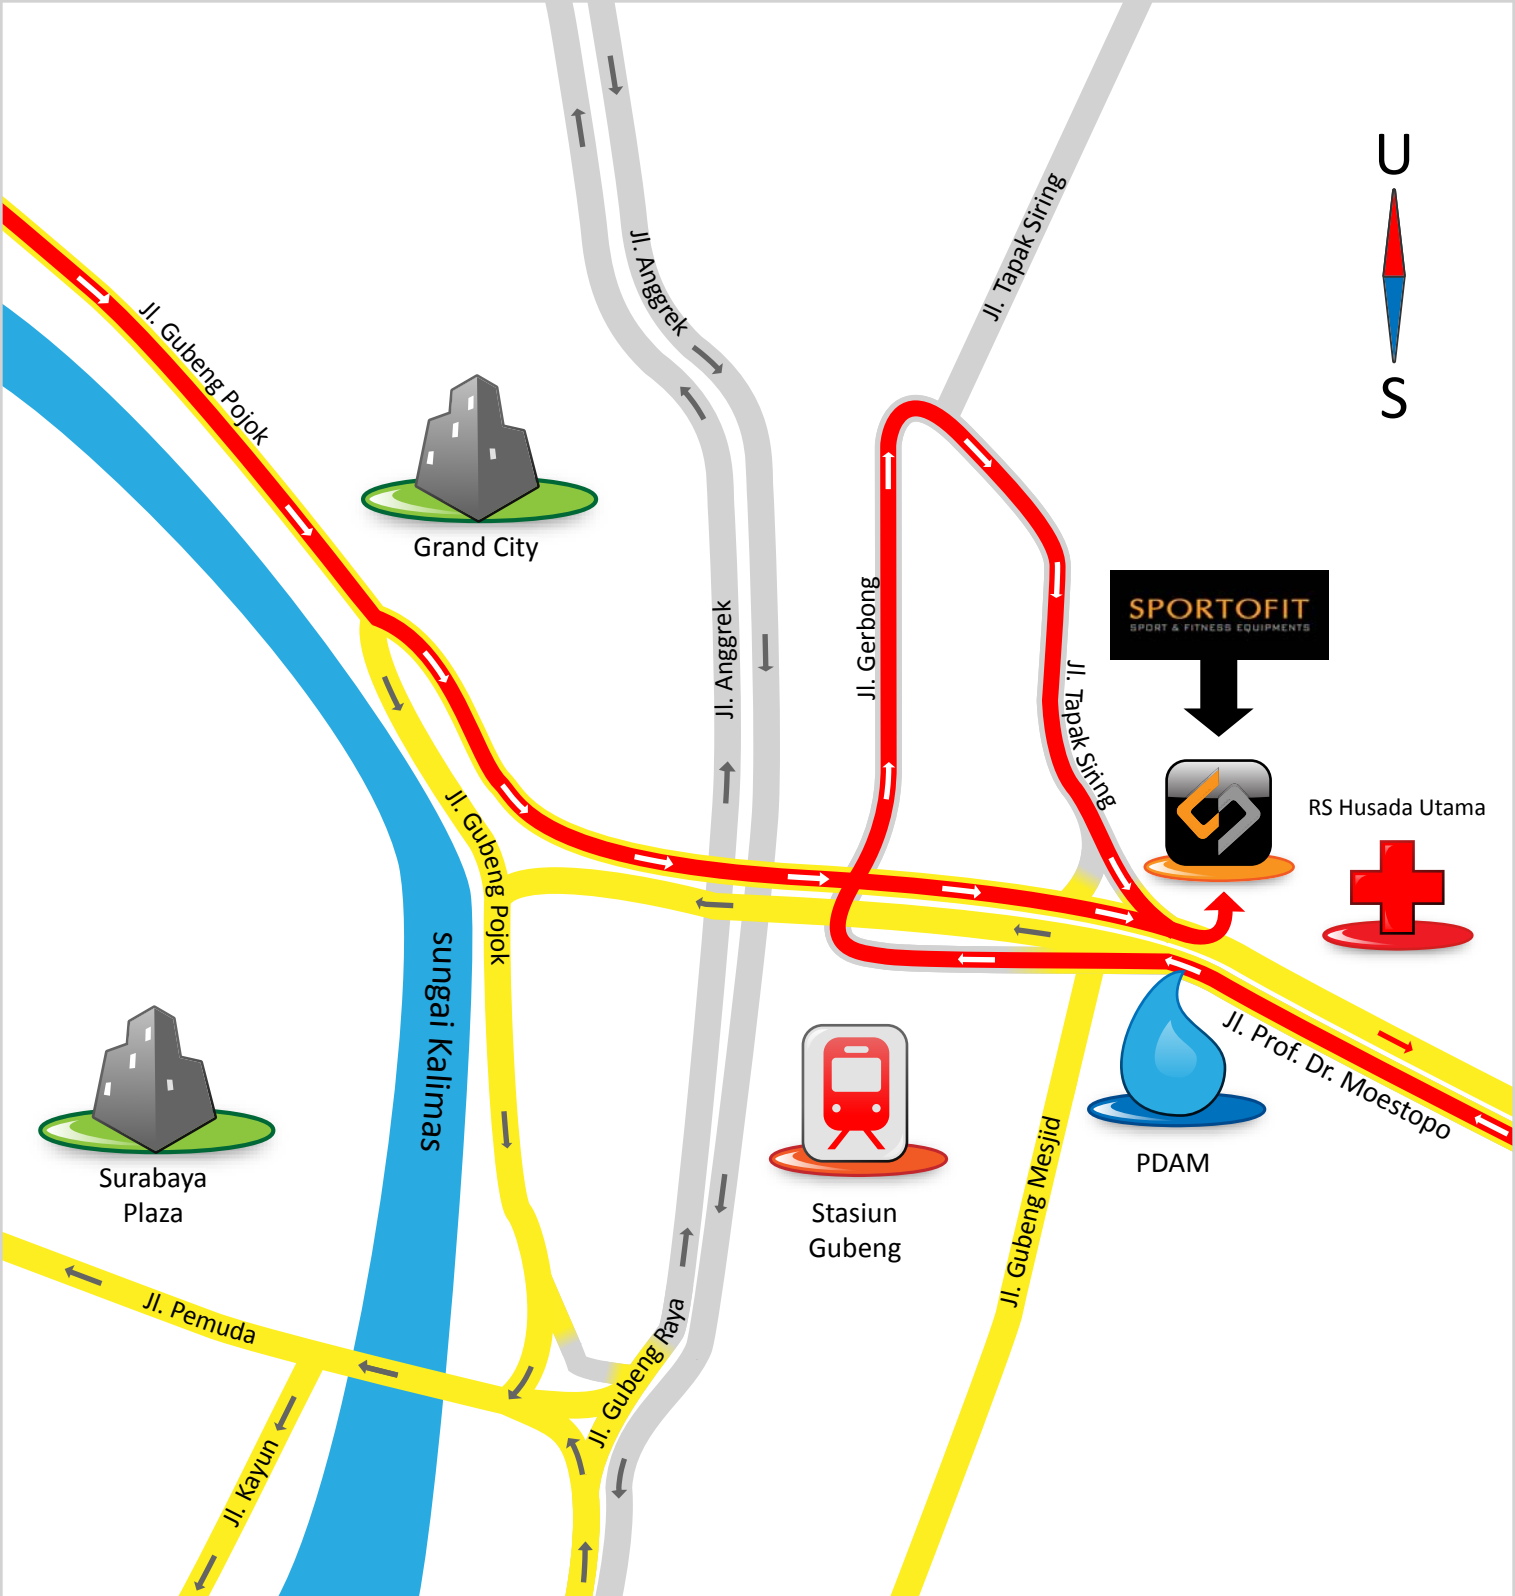 U
S
Jl. Tapak Siring
Jl. Anggrek
Jl. Gubeng Pojok
Grand City
Jl. Gerbong
Jl. Anggrek
SPORTOFIT
SPORT & FITNESS EQUIPMENTS
Jl. Tapak Siring
RS Husada Utama
Jl. Gubeng Pojok
sungai Kalimas
Jl. Prof. Dr. Moestopo
PDAM
Surabaya
Plaza
Stasiun
Gubeng
Jl. Gubeng Mesjid
Jl. Pemuda
Jl. Gubeng Raya
Jl. Kayun